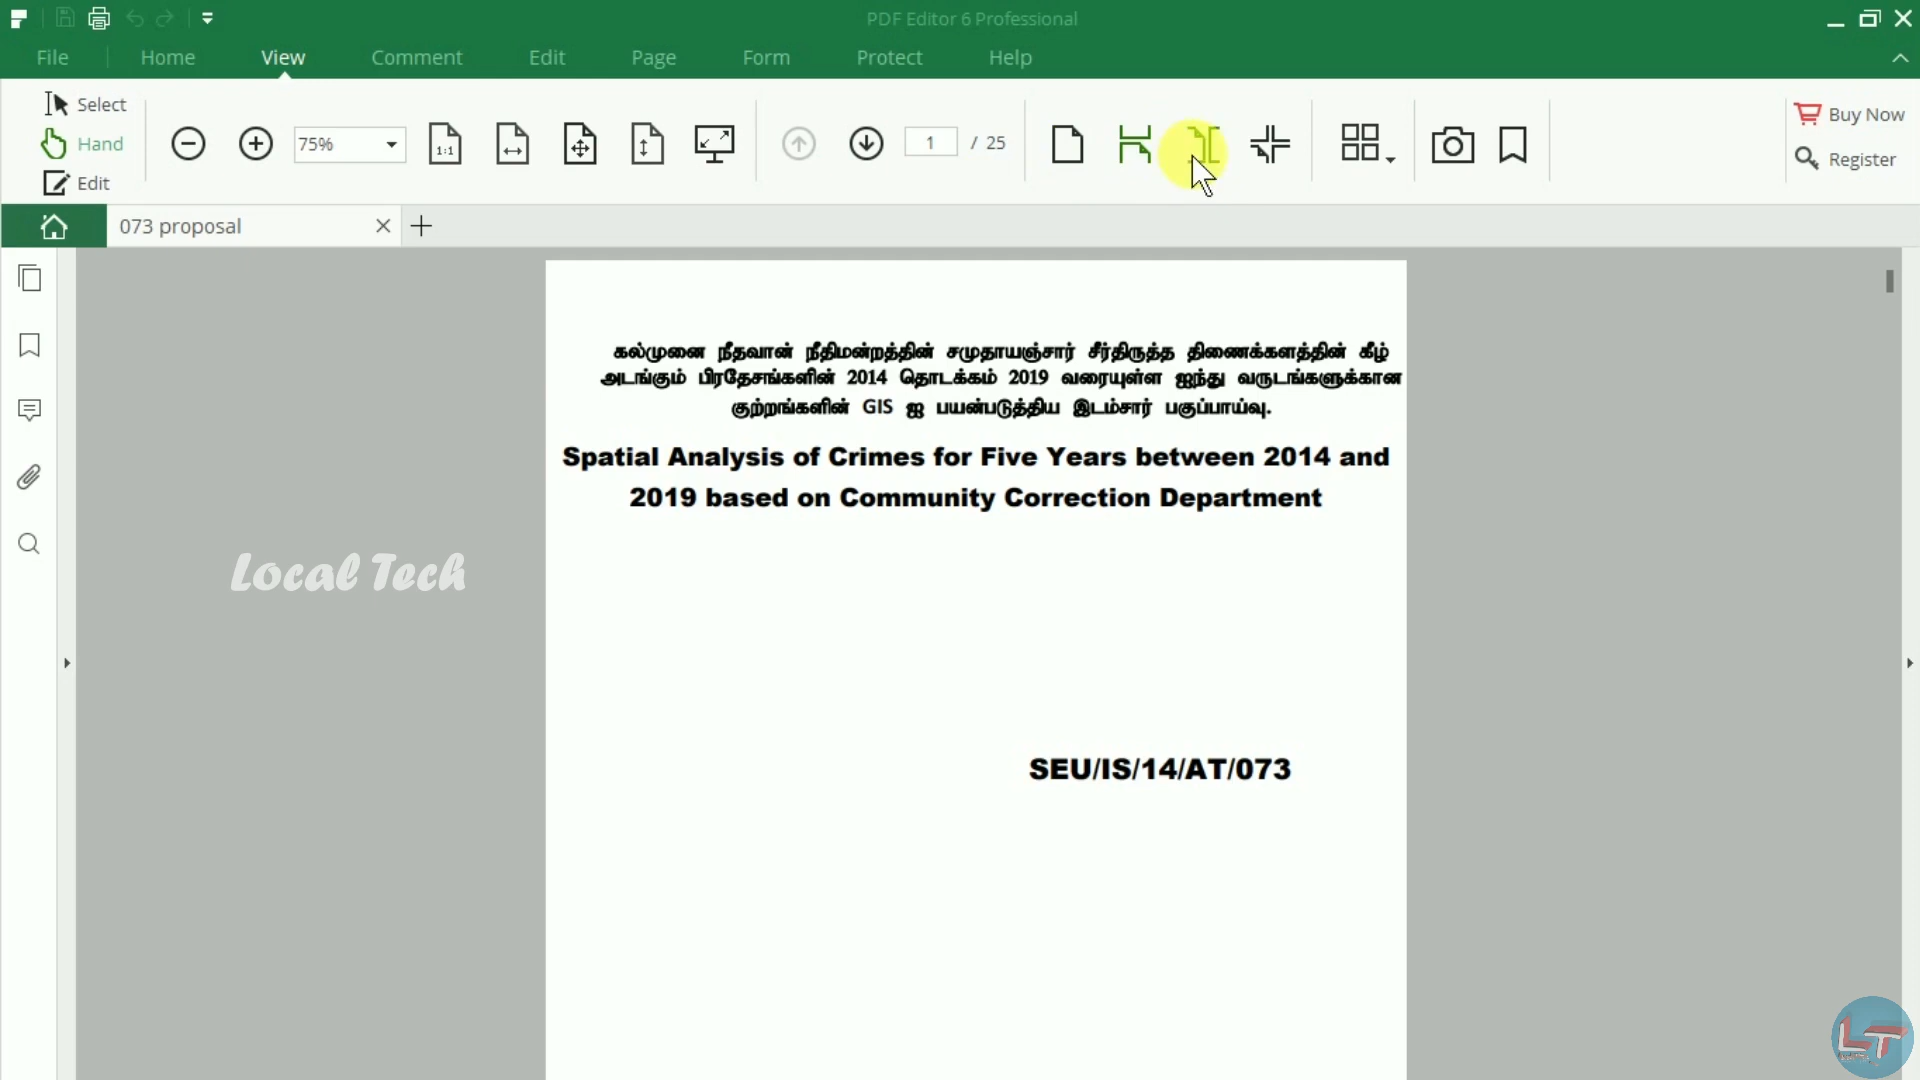 PDF Editor 6 Professional
File Home View Comment Edit Page Form Protect Help
Select
Hand
Edit
75%
1:1
1 / 25
Buy Now
Register
073 proposal
கல்முனை நீதவான் நீதிமன்றத்தின் சமுதாயஞ்சார் சீர்திருத்த திணைக்களத்தின் கீழ்
அடங்கும் பிரதேசங்களின் 2014 தொடக்கம் 2019 வரையுள்ள ஐந்து வருடங்களுக்கான
குற்றங்களின் GIS ஐ பயன்படுத்திய இடம்சார் பகுப்பாய்வு.
Spatial Analysis of Crimes for Five Years between 2014 and
2019 based on Community Correction Department
Local Tech
SEU/IS/14/AT/073
LT